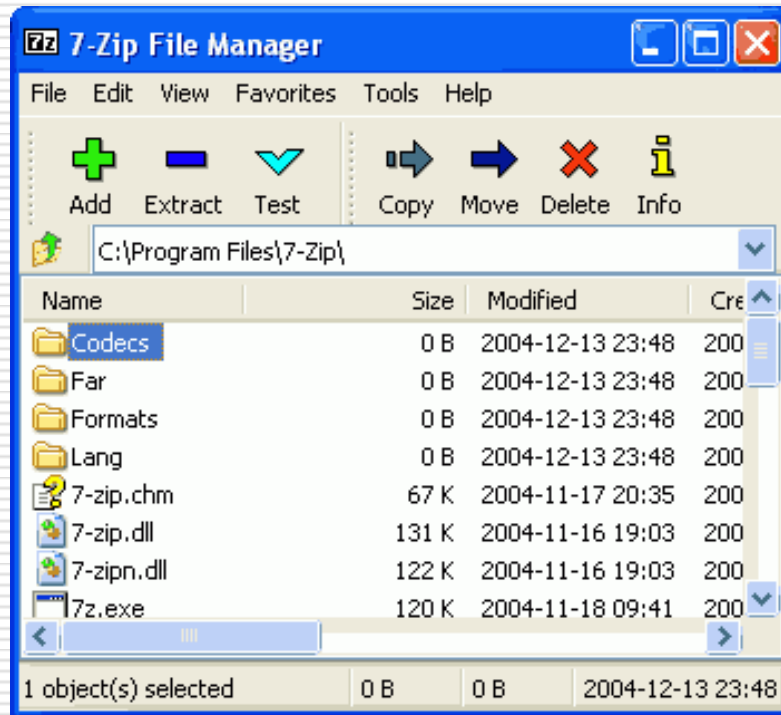 7z 7-Zip File Manager
File Edit View Favorites Tools Help
Add Extract Test Copy Move Delete Info
C:\Program Files\7-Zip\
Name Size Modified Cre
Codecs 0 B 2004-12-13 23:48 200
Far 0 B 2004-12-13 23:48 200
Formats 0 B 2004-12-13 23:48 200
Lang 0 B 2004-12-13 23:48 200
7-zip.chm 67 K 2004-11-17 20:35 200
7-zip.dll 131 K 2004-11-16 19:03 200
7-zipn.dll 122 K 2004-11-16 19:03 200
7z.exe 120 K 2004-11-18 09:41 200
1 object(s) selected 0 B 0 B 2004-12-13 23:48